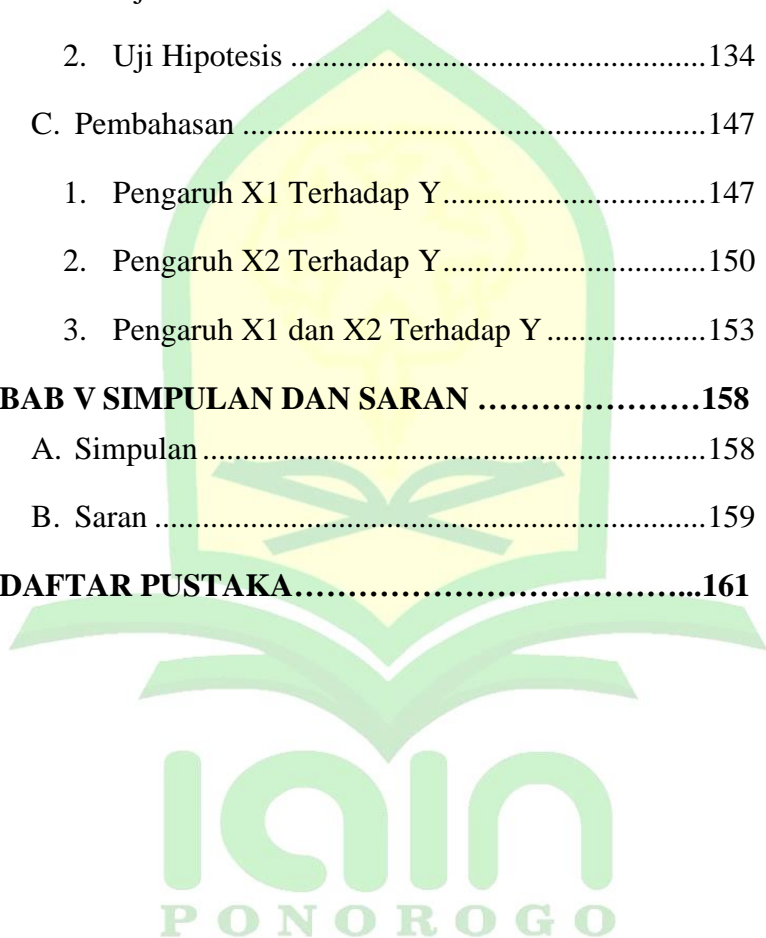 2. Uji Hipotesis ....................................................134
C. Pembahasan ..........................................................147
1. Pengaruh X1 Terhadap Y.................................147
2. Pengaruh X2 Terhadap Y.................................150
3. Pengaruh X1 dan X2 Terhadap Y ....................153
BAB V SIMPULAN DAN SARAN …………………158
A. Simpulan ...............................................................158
B. Saran .....................................................................159
DAFTAR PUSTAKA………………………………...161
IAIN
PONOROGO